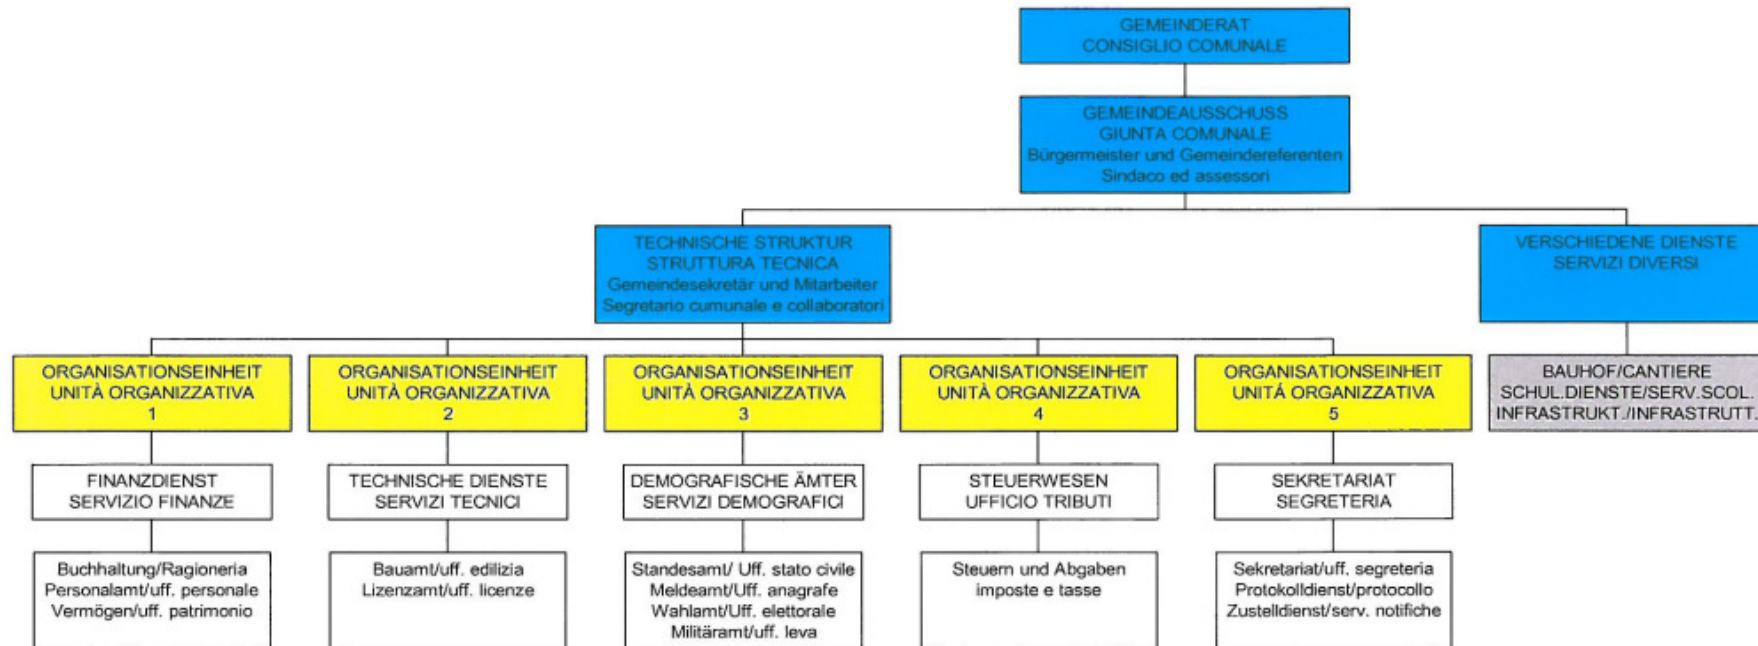 GEMEINDERAT
CONSIGLIO COMUNALE
GEMEINDEAUSSCHUSS
GIUNTA COMUNALE
Bürgermeister und Gemeindereferenten
Sindaco ed assessori
TECHNISCHE STRUKTUR
STRUTTURA TECNICA
Gemeindesekretär und Mitarbeiter
Segretario cumunale e collaboratori
VERSCHIEDENE DIENSTE
SERVIZI DIVERSI
ORGANISATIONSEINHEIT
UNITÀ ORGANIZZATIVA
1
ORGANISATIONSEINHEIT
UNITÀ ORGANIZZATIVA
2
ORGANISATIONSEINHEIT
UNITÀ ORGANIZZATIVA
3
ORGANISATIONSEINHEIT
UNITÀ ORGANIZZATIVA
4
ORGANISATIONSEINHEIT
UNITÁ ORGANIZZATIVA
5
BAUHOF/CANTIERE
SCHUL.DIENSTE/SERV.SCOL.
INFRASTRUKT./INFRASTRUTT.
FINANZDIENST
SERVIZIO FINANZE
TECHNISCHE DIENSTE
SERVIZI TECNICI
DEMOGRAFISCHE ÄMTER
SERVIZI DEMOGRAFICI
STEUERWESEN
UFFICIO TRIBUTI
SEKRETARIAT
SEGRETERIA
Buchhaltung/Ragioneria
Personalamt/uff. personale
Vermögen/uff. patrimonio
Bauamt/uff. edilizia
Lizenzamt/uff. licenze
Standesamt/ Uff. stato civile
Meldeamt/Uff. anagrafe
Wahlamt/Uff. elettorale
Militäramt/uff. leva
Steuern und Abgaben
imposte e tasse
Sekretariat/uff. segreteria
Protokolldienst/protocollo
Zustelldienst/serv. notifiche